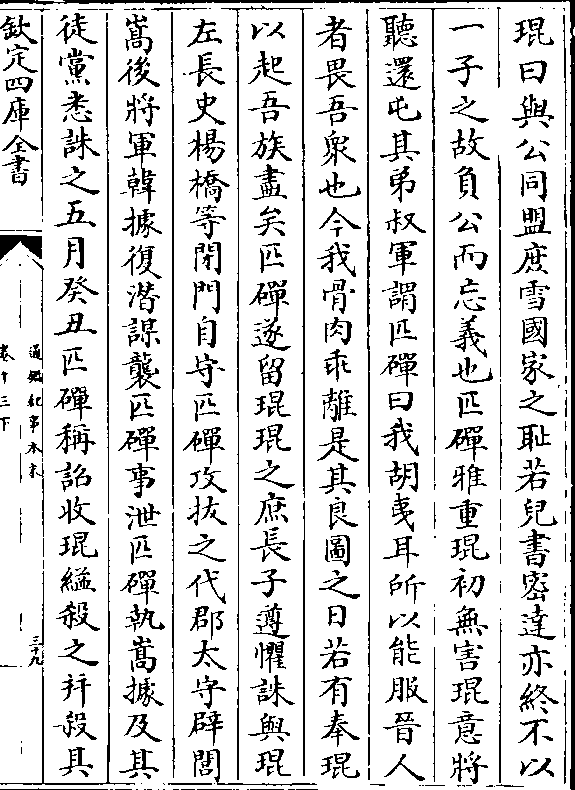 琨曰與公同盟庶雪國家之耻若兒書密達亦終不以
一子之故負公而忘義也匹磾雅重琨初無害琨意將
聽還屯其弟叔軍謂匹磾曰我胡夷耳所以能服晉人
者畏吾衆也今我骨肉乖離是其良圖之日若有奉琨
以起吾族盡矣匹磾遂留琨琨之庶長子遵懼誅與琨
左長史楊橋等閉門自守匹磾攻拔之代郡太守辟閭
嵩後將軍韓據復潜謀襲匹磾事泄匹磾執嵩據及其
徒黨悉誅之五月癸丑匹磾稱詔收琨縊殺之并殺其
欽定四庫全書
通鑑紀事本末
卷十三下
三十九